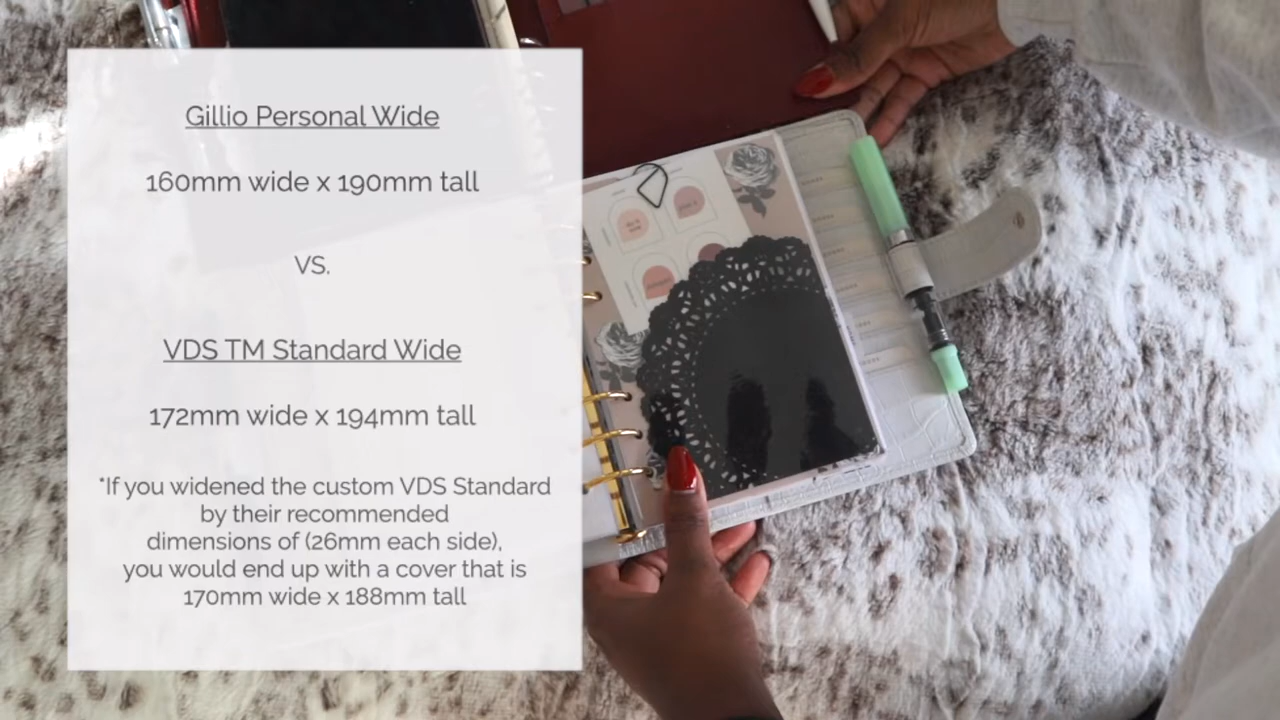 Gillio Personal Wide
160mm wide x 190mm tall
VS.
VDS TM Standard Wide
172mm wide x 194mm tall
*If you widened the custom VDS Standard
by their recommended
dimensions of (26mm each side),
you would end up with a cover that is
170mm wide x 188mm tall